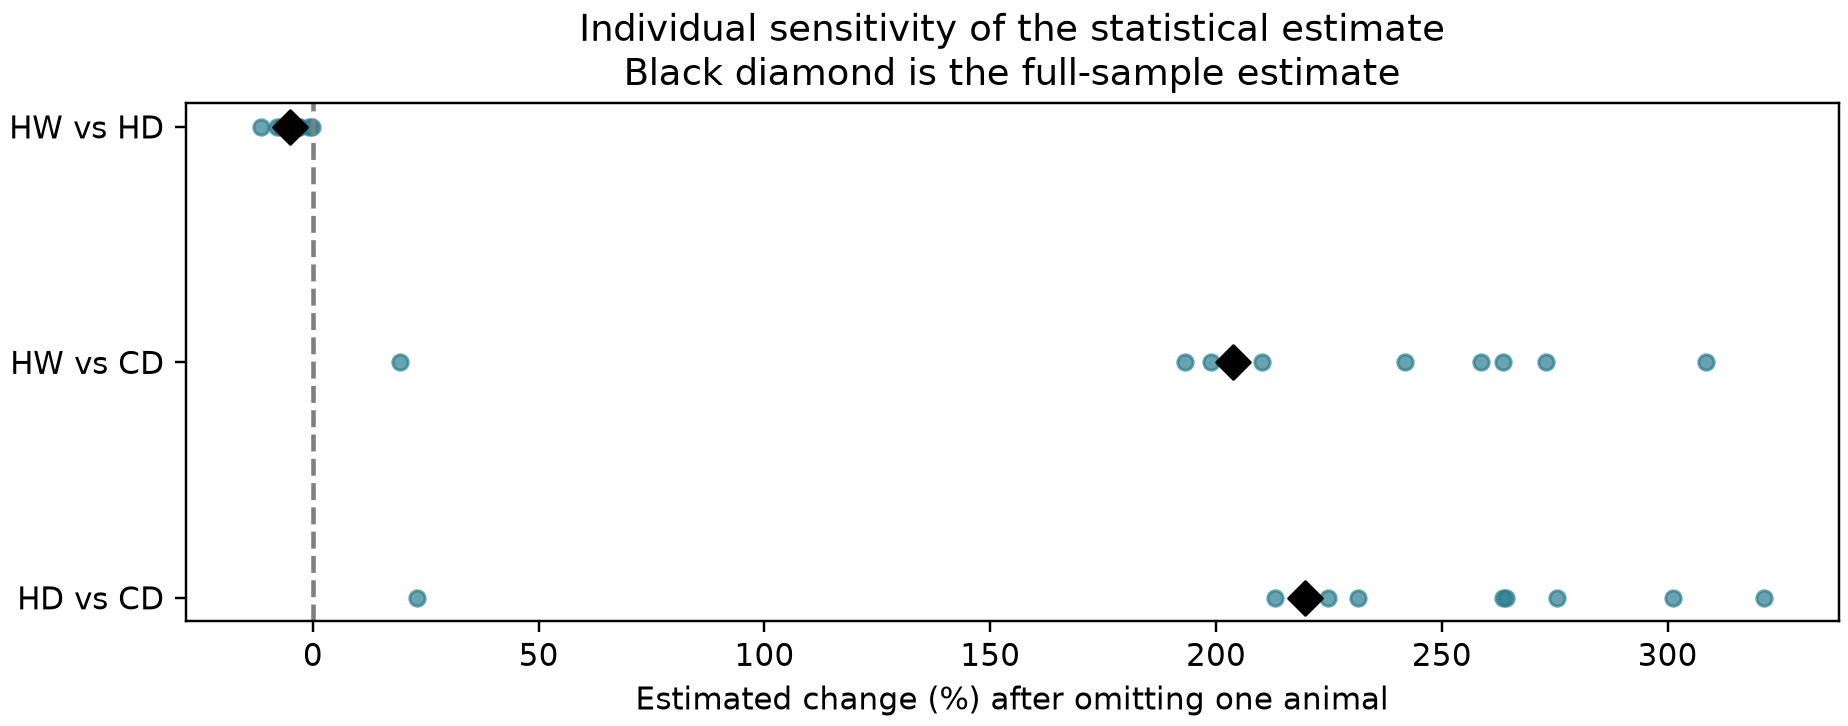 Individual sensitivity of the statistical estimate
Black diamond is the full-sample estimate
HW vs HD
HW vs CD
HD vs CD
0 50 100 150 200 250 300
Estimated change (%) after omitting one animal